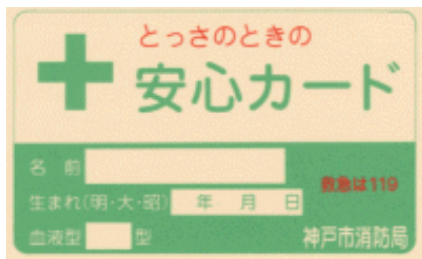 とっさのときの
安心カード
名 前
救急は119
生まれ(明・大・昭) 年 月 日
血液型 型
神戸市消防局